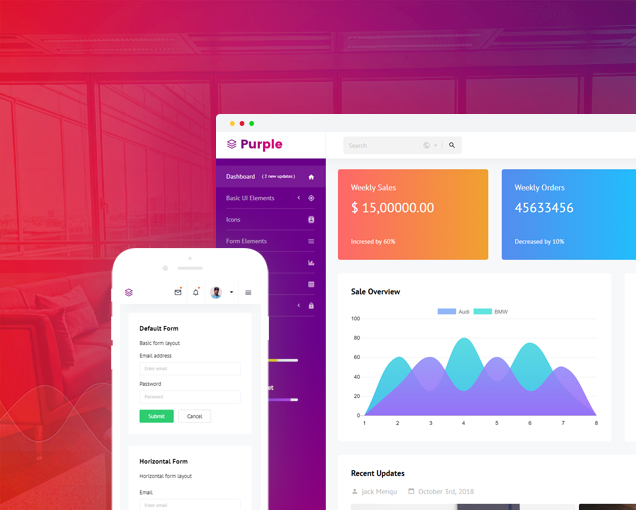 Purple
Search
Dashboard ( 2 new updates )
Basic UI Elements
Icons
Form Elements
Weekly Sales
$ 15,00000.00
Incresed by 60%
Weekly Orders
45633456
Decreased by 10%
Sale Overview
Audi BMW
100
80
60
40
20
0
1 2 3 4 5 6 7 8
Recent Updates
Jack Menqu October 3rd, 2018
Default Form
Basic form layout
Email address
Enter email
Password
Password
Submit Cancel
Horizontal Form
Horizontal form layout
Email
Enter email